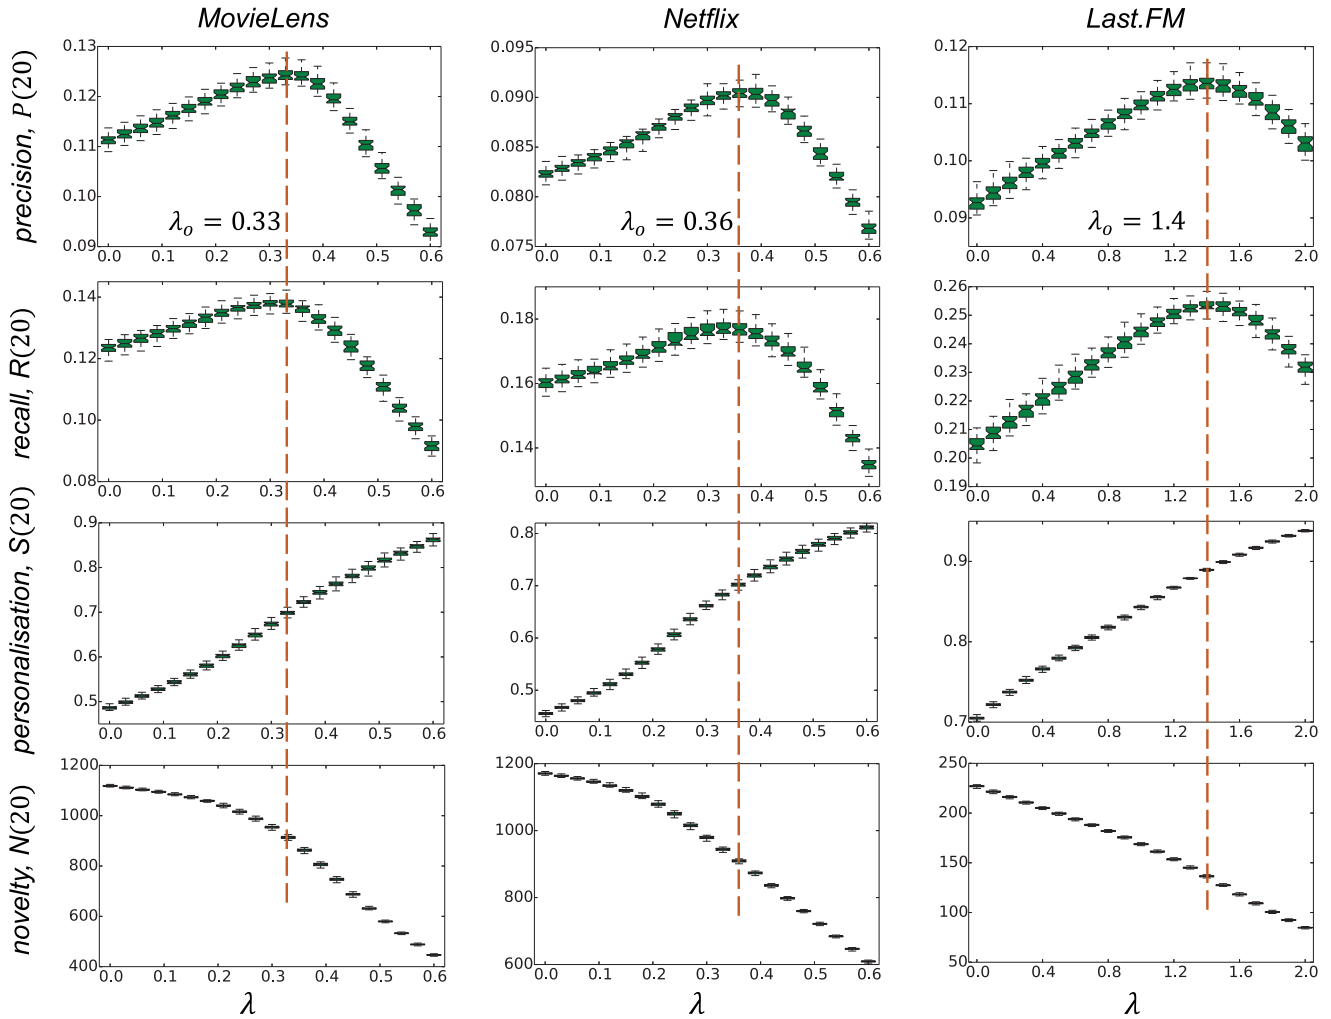 MovieLens Netflix Last.FM
precision, P(20)
0.13 0.12 0.11 0.10 0.09
λo = 0.33
0.0 0.1 0.2 0.3 0.4 0.5 0.6
0.095 0.090 0.085 0.080 0.075
λo = 0.36
0.0 0.1 0.2 0.3 0.4 0.5 0.6
0.12 0.11 0.10 0.09
λo = 1.4
0.0 0.4 0.8 1.2 1.6 2.0
recall, R(20)
0.14 0.12 0.10 0.08
0.0 0.1 0.2 0.3 0.4 0.5 0.6
0.18 0.16 0.14
0.0 0.1 0.2 0.3 0.4 0.5 0.6
0.26 0.25 0.24 0.23 0.22 0.21 0.20 0.19
0.0 0.4 0.8 1.2 1.6 2.0
personalisation, S(20)
0.9 0.8 0.7 0.6 0.5
0.0 0.1 0.2 0.3 0.4 0.5 0.6
0.8 0.7 0.6 0.5
0.0 0.1 0.2 0.3 0.4 0.5 0.6
0.9 0.8 0.7
0.0 0.4 0.8 1.2 1.6 2.0
novelty, N(20)
1200 1000 800 600 400
0.0 0.1 0.2 0.3 0.4 0.5 0.6
λ
1200 1000 800 600
0.0 0.1 0.2 0.3 0.4 0.5 0.6
λ
250 200 150 100 50
0.0 0.4 0.8 1.2 1.6 2.0
λ